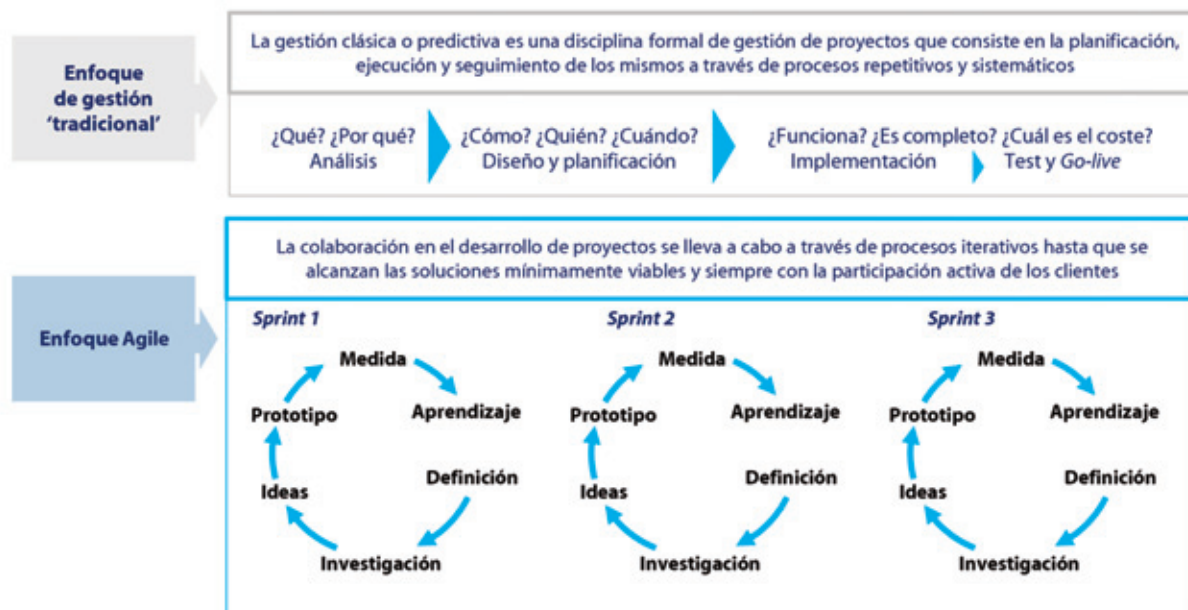 Enfoque
de gestión
‘tradicional’
La gestión clásica o predictiva es una disciplina formal de gestión de proyectos que consiste en la planificación,
ejecución y seguimiento de los mismos a través de procesos repetitivos y sistemáticos
¿Qué? ¿Por qué?
Análisis
¿Cómo? ¿Quién? ¿Cuándo?
Diseño y planificación
¿Funciona? ¿Es completo? ¿Cuál es el coste?
Implementación
Test y Go-live
Enfoque Agile
La colaboración en el desarrollo de proyectos se lleva a cabo a través de procesos iterativos hasta que se
alcanzan las soluciones mínimamente viables y siempre con la participación activa de los clientes
Sprint 1
Medida
Prototipo
Aprendizaje
Ideas
Definición
Investigación
Sprint 2
Medida
Prototipo
Aprendizaje
Ideas
Definición
Investigación
Sprint 3
Medida
Prototipo
Aprendizaje
Ideas
Definición
Investigación